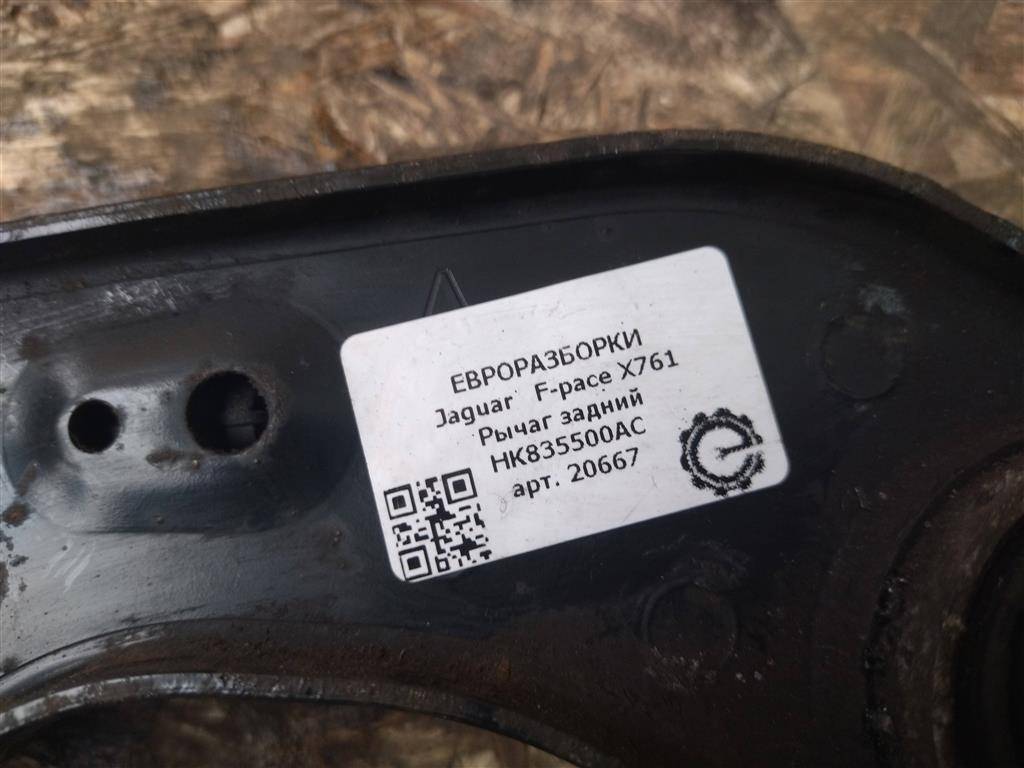 ЕВРОРАЗБОРКИ
Jaguar F-pace X761
Рычаг задний
HK835500AC
арт. 20667